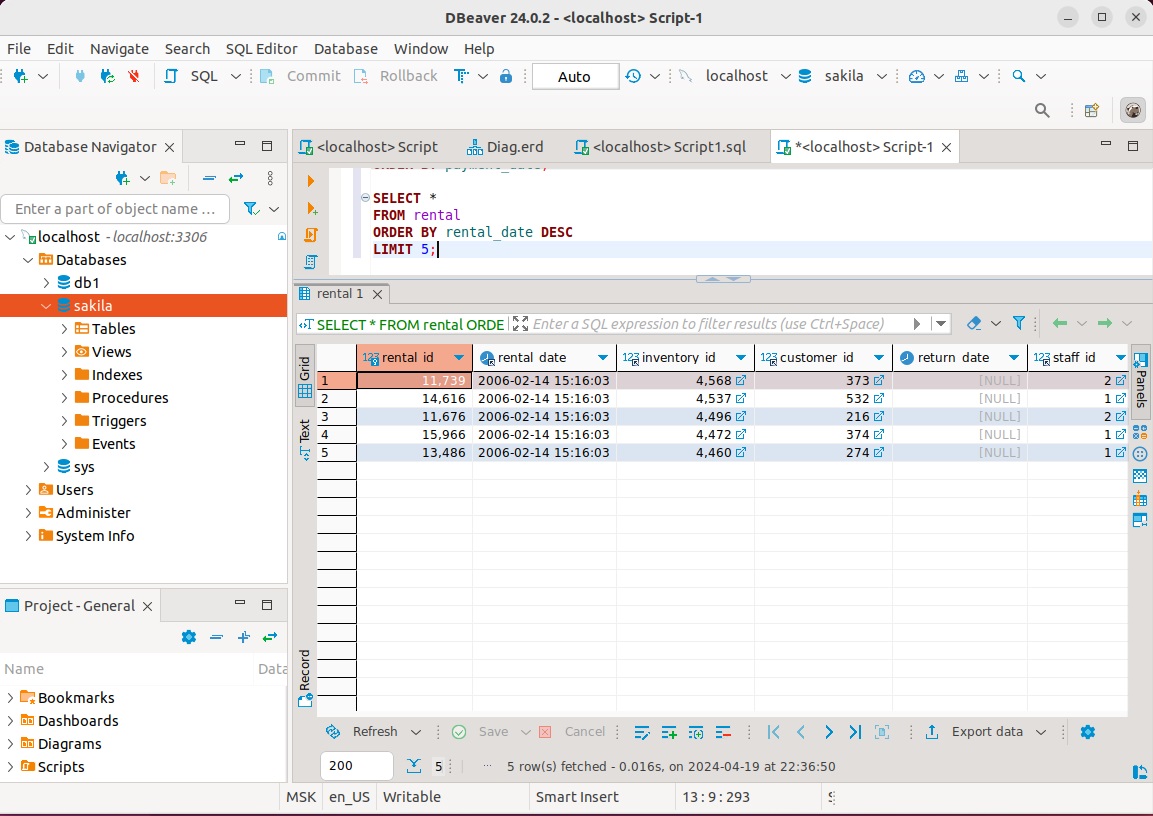 DBeaver 24.0.2 - <localhost> Script-1
File Edit Navigate Search SQL Editor Database Window Help
SQL Commit Rollback Auto localhost sakila
Database Navigator
<localhost> Script Diag.erd <localhost> Script1.sql *<localhost> Script-1
Enter a part of object name ...
localhost - localhost:3306
Databases
db1
sakila
Tables
Views
Indexes
Procedures
Triggers
Events
sys
Users
Administer
System Info
ORDER BY payment_date;
SELECT *
FROM rental
ORDER BY rental_date DESC
LIMIT 5;
rental 1
SELECT * FROM rental ORDE Enter a SQL expression to filter results (use Ctrl+Space)
Grid
Text
Record
Panels
123 rental_id rental_date 123 inventory_id 123 customer_id return_date 123 staff_id
1 11,739 2006-02-14 15:16:03 4,568 373 [NULL] 2
2 14,616 2006-02-14 15:16:03 4,537 532 [NULL] 1
3 11,676 2006-02-14 15:16:03 4,496 216 [NULL] 2
4 15,966 2006-02-14 15:16:03 4,472 374 [NULL] 1
5 13,486 2006-02-14 15:16:03 4,460 274 [NULL] 1
Project - General
Name Data
Bookmarks
Dashboards
Diagrams
Scripts
Refresh Save Cancel Export data
200 5 ... 5 row(s) fetched - 0.016s, on 2024-04-19 at 22:36:50
MSK en_US Writable Smart Insert 13 : 9 : 293